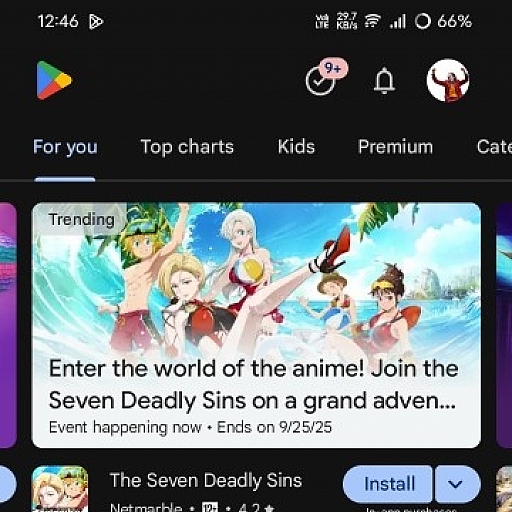 12:46 Vo) LTE 29.7 KB/s 66%
9+
For you Top charts Kids Premium Cate
Trending
Enter the world of the anime! Join the
Seven Deadly Sins on a grand adven...
Event happening now • Ends on 9/25/25
The Seven Deadly Sins
Install
Netmarble • 12+ • 4.2★
In-app purchases